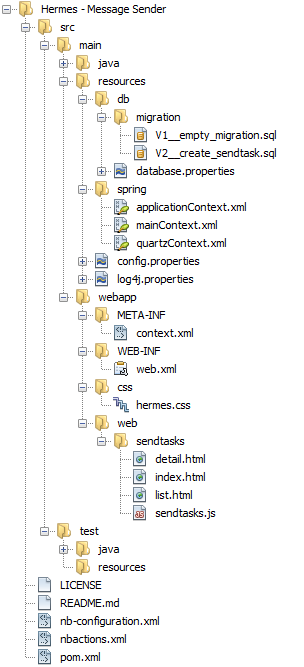 Hermes - Message Sender
src
main
java
resources
db
migration
V1__empty_migration.sql
V2__create_sendtask.sql
database.properties
spring
applicationContext.xml
mainContext.xml
quartzContext.xml
config.properties
log4j.properties
webapp
META-INF
context.xml
WEB-INF
web.xml
css
hermes.css
web
sendtasks
detail.html
index.html
list.html
sendtasks.js
test
java
resources
LICENSE
README.md
nb-configuration.xml
nbactions.xml
pom.xml